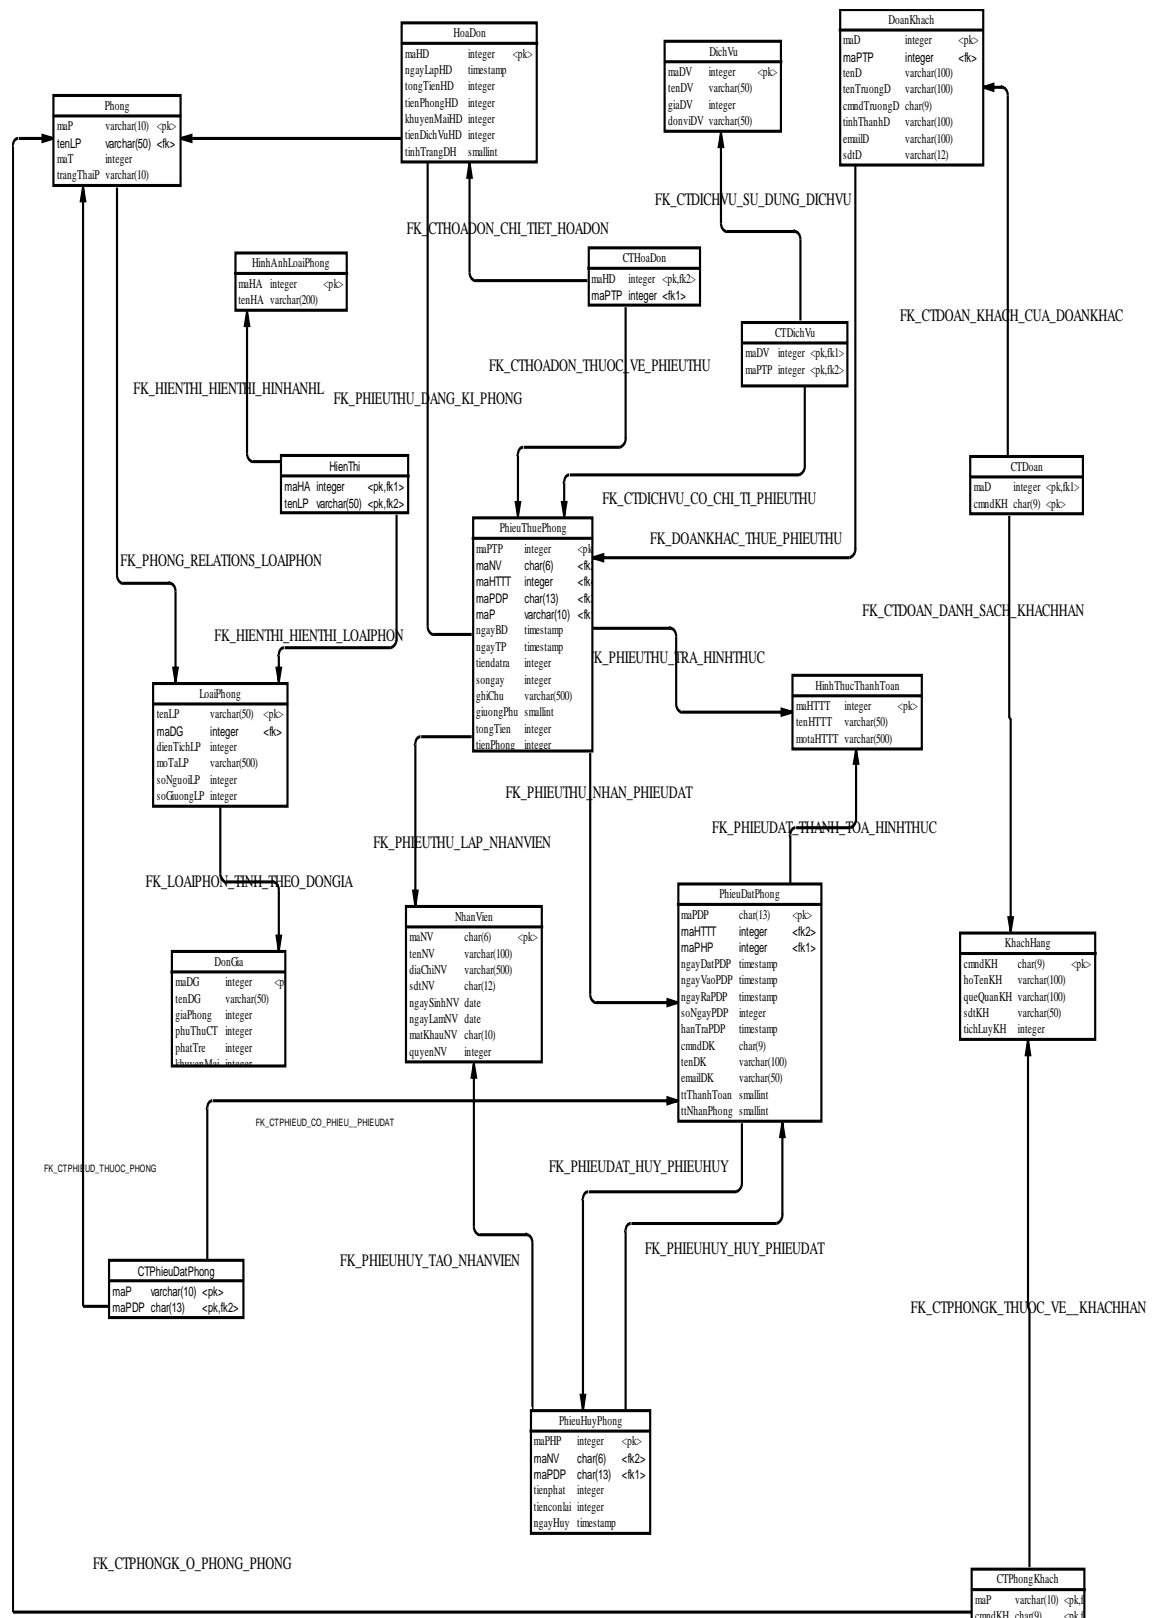 HoaDon
maHD integer <pk>
ngayLapHD timestamp
tongTienHD integer
tienPhongHD integer
khuyenMaiHD integer
tienDichVuHD integer
tinhTrangDH smallint
DichVu
maDV integer <pk>
tenDV varchar(50)
giaDV integer
donviDV varchar(50)
DoanKhach
maD integer <pk>
maPTP integer <fk>
tenD varchar(100)
tenTruongD varchar(100)
cmndTruongD char(9)
tinhThanhD varchar(100)
emailD varchar(100)
sdtD varchar(12)
Phong
maP varchar(10) <pk>
tenLP varchar(50) <fk>
maT integer
trangThaiP varchar(10)
FK_CTDICHVU_SU_DUNG_DICHVU
FK_CTHOADON_CHI_TIET_HOADON
HinhAnhLoaiPhong
maHA integer <pk>
tenHA varchar(200)
CTHoaDon
maHD integer <pk,fk2>
maPTP integer <fk1>
FK_CTDOAN_KHACH_CUA_DOANKHAC
CTDichVu
maDV integer <pk,fk1>
maPTP integer <pk,fk2>
FK_CTHOADON_THUOC_VE_PHIEUTHU
FK_HIENTHI_HIENTHI_HINHANHL
FK_PHIEUTHU_DANG_KI_PHONG
HienThi
maHA integer <pk,fk1>
tenLP varchar(50) <pk,fk2>
CTDoan
maD integer <pk,fk1>
cmndKH char(9) <pk>
FK_CTDICHVU_CO_CHI_TI_PHIEUTHU
FK_DOANKHAC_THUE_PHIEUTHU
PhieuThuePhong
maPTP integer <pk
maNV char(6) <fk
maHTTT integer <fk
maPDP char(13) <fk
maP varchar(10) <fk
ngayBD timestamp
ngayTP timestamp
tiendatra integer
songay integer
ghiChu varchar(500)
giuongPhu smallint
tongTien integer
tienPhong integer
FK_PHONG_RELATIONS_LOAIPHON
FK_CTDOAN_DANH_SACH_KHACHHAN
FK_HIENTHI_HIENTHI_LOAIPHON
K_PHIEUTHU_TRA_HINHTHUC
LoaiPhong
tenLP varchar(50) <pk>
maDG integer <fk>
dienTichLP integer
moTaLP varchar(500)
soNguoiLP integer
soGiuongLP integer
HinhThucThanhToan
maHTTT integer <pk>
tenHTTT varchar(50)
motaHTTT varchar(500)
FK_PHIEUTHU_NHAN_PHIEUDAT
FK_PHIEUDAT_THANH_TOA_HINHTHUC
FK_PHIEUTHU_LAP_NHANVIEN
FK_LOAIPHON_TINH_THEO_DONGIA
PhieuDatPhong
maPDP char(13) <pk>
maHTTT integer <fk2>
maPHP integer <fk1>
ngayDatPDP timestamp
ngayVaoPDP timestamp
ngayRaPDP timestamp
soNgayPDP integer
hanTraPDP timestamp
cmndDK char(9)
tenDK varchar(100)
emailDK varchar(50)
ttThanhToan smallint
ttNhanPhong smallint
NhanVien
maNV char(6) <pk>
tenNV varchar(100)
diaChiNV varchar(500)
sdtNV char(12)
ngaySinhNV date
ngayLamNV date
matKhauNV char(10)
quyenNV integer
KhachHang
cmndKH char(9) <pk>
hoTenKH varchar(100)
queQuanKH varchar(100)
sdtKH varchar(50)
tichLuyKH integer
DonGia
maDG integer <p
tenDG varchar(50)
giaPhong integer
phuThuCT integer
phatTre integer
khuyenMai integer
FK_CTPHIEUD_CO_PHIEU__PHIEUDAT
FK_CTPHIEUD_THUOC_PHONG
FK_PHIEUDAT_HUY_PHIEUHUY
FK_PHIEUHUY_TAO_NHANVIEN
FK_PHIEUHUY_HUY_PHIEUDAT
CTPhieuDatPhong
maP varchar(10) <pk>
maPDP char(13) <pk,fk2>
FK_CTPHONGK_THUOC_VE__KHACHHAN
PhieuHuyPhong
maPHP integer <pk>
maNV char(6) <fk2>
maPDP char(13) <fk1>
tienphat integer
tienconlai integer
ngayHuy timestamp
FK_CTPHONGK_O_PHONG_PHONG
CTPhongKhach
maP varchar(10) <pk,f
cmndKH char(9) <pk,f